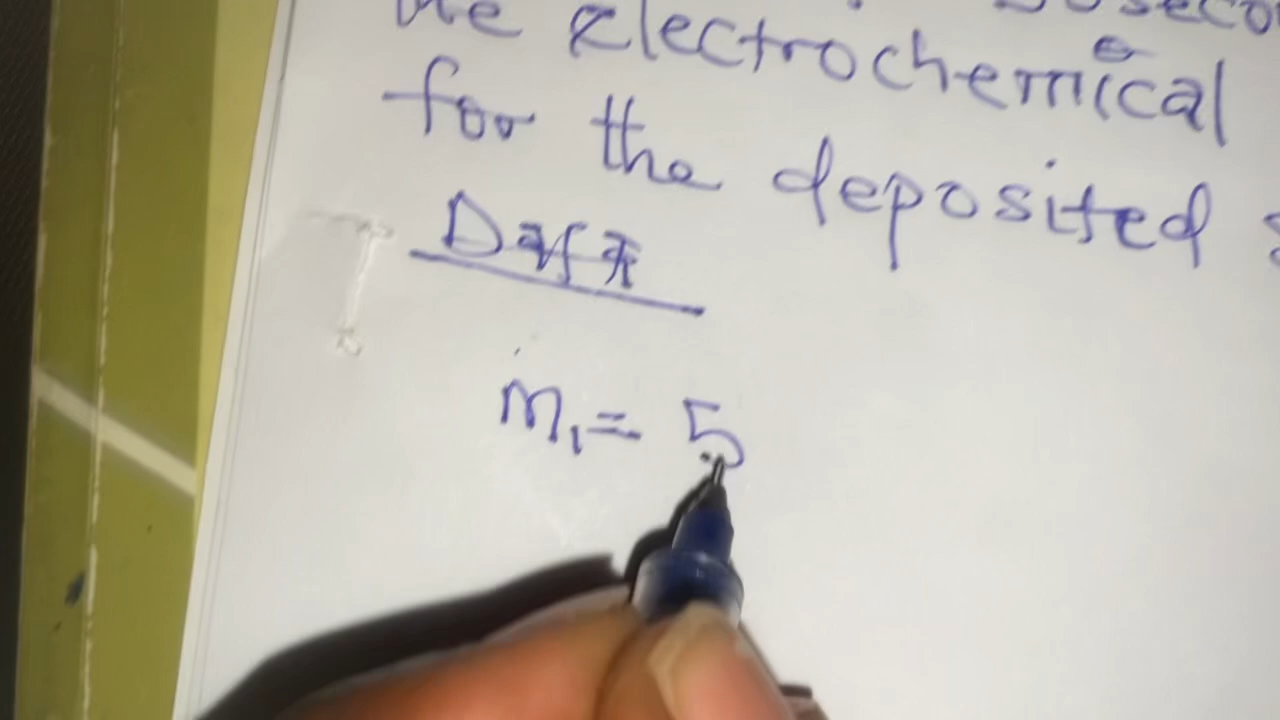 the electrochemical
for the deposited
Data
m₁ = 5